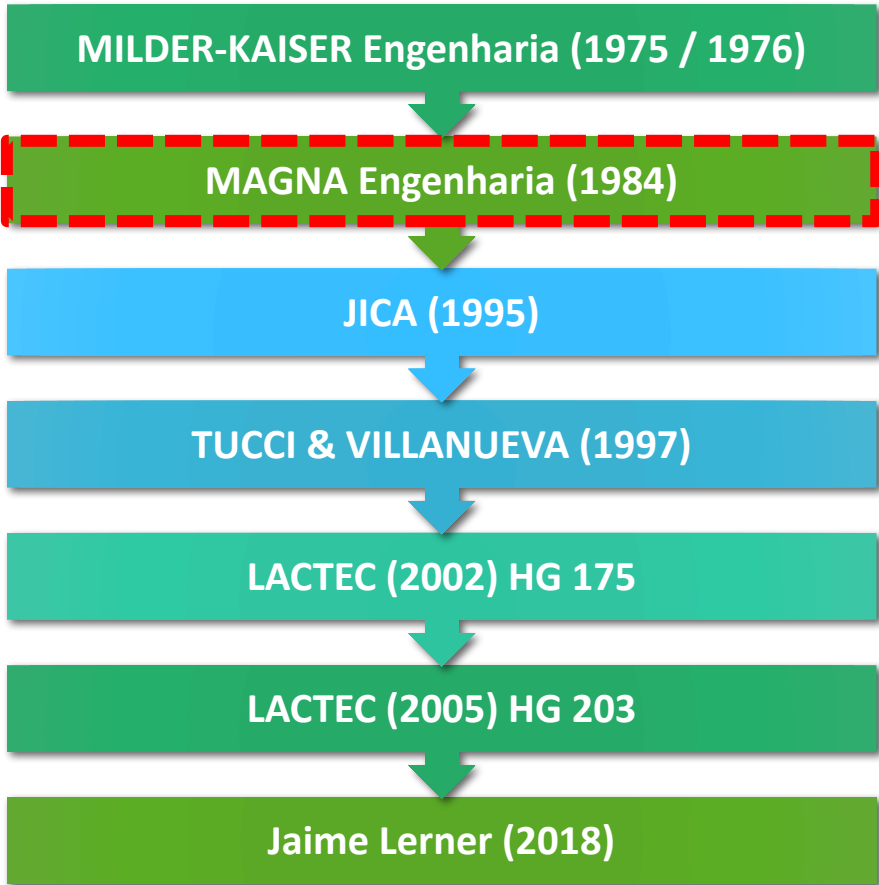 MILDER-KAISER Engenharia (1975 / 1976)
MAGNA Engenharia (1984)
JICA (1995)
TUCCI & VILLANUEVA (1997)
LACTEC (2002) HG 175
LACTEC (2005) HG 203
Jaime Lerner (2018)